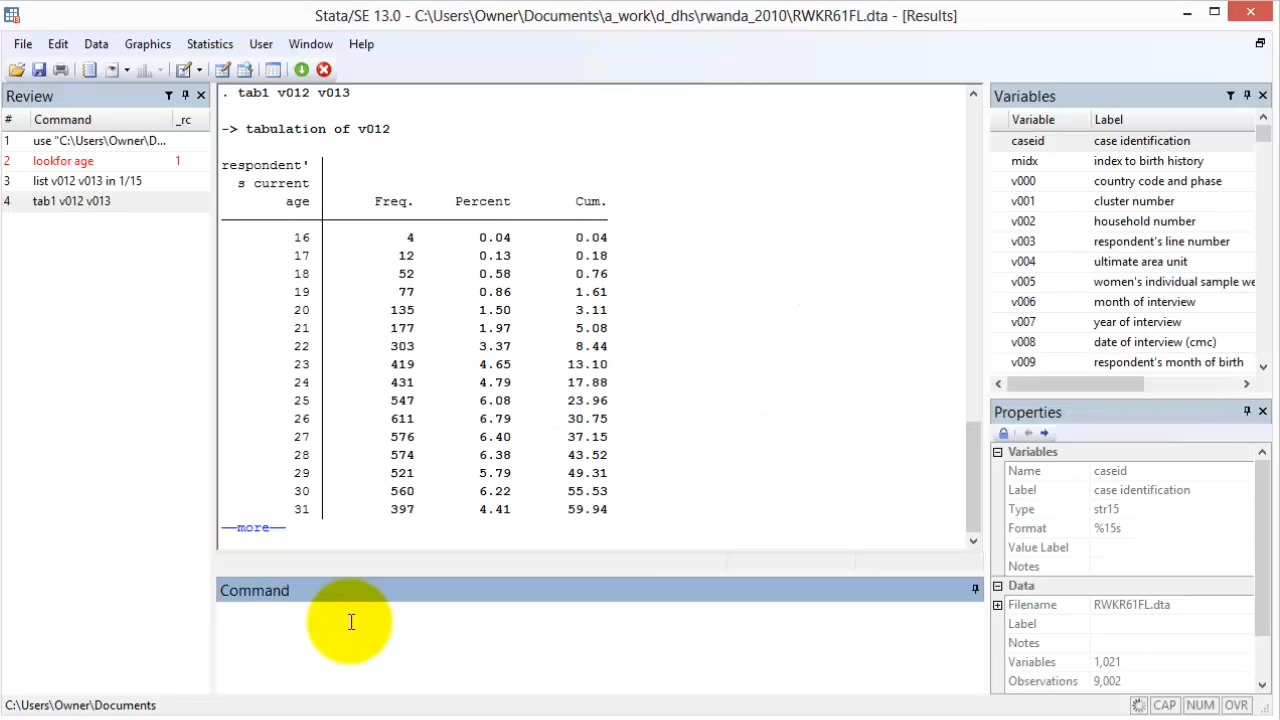 Stata/SE 13.0 - C:\Users\Owner\Documents\a_work\d_dhs\rwanda_2010\RWKR61FL.dta - [Results]
File Edit Data Graphics Statistics User Window Help
Review
# Command _rc
1 use "C:\Users\Owner\D...
2 lookfor age 1
3 list v012 v013 in 1/15
4 tab1 v012 v013
. tab1 v012 v013
-> tabulation of v012
respondent'
s current
age Freq. Percent Cum.
16 4 0.04 0.04
17 12 0.13 0.18
18 52 0.58 0.76
19 77 0.86 1.61
20 135 1.50 3.11
21 177 1.97 5.08
22 303 3.37 8.44
23 419 4.65 13.10
24 431 4.79 17.88
25 547 6.08 23.96
26 611 6.79 30.75
27 576 6.40 37.15
28 574 6.38 43.52
29 521 5.79 49.31
30 560 6.22 55.53
31 397 4.41 59.94
—more—
Command
Variables
Variable Label
caseid case identification
midx index to birth history
v000 country code and phase
v001 cluster number
v002 household number
v003 respondent's line number
v004 ultimate area unit
v005 women's individual sample we
v006 month of interview
v007 year of interview
v008 date of interview (cmc)
v009 respondent's month of birth
Properties
Variables
Name caseid
Label case identification
Type str15
Format %15s
Value Label
Notes
Data
Filename RWKR61FL.dta
Label
Notes
Variables 1,021
Observations 9,002
C:\Users\Owner\Documents
CAP NUM OVR